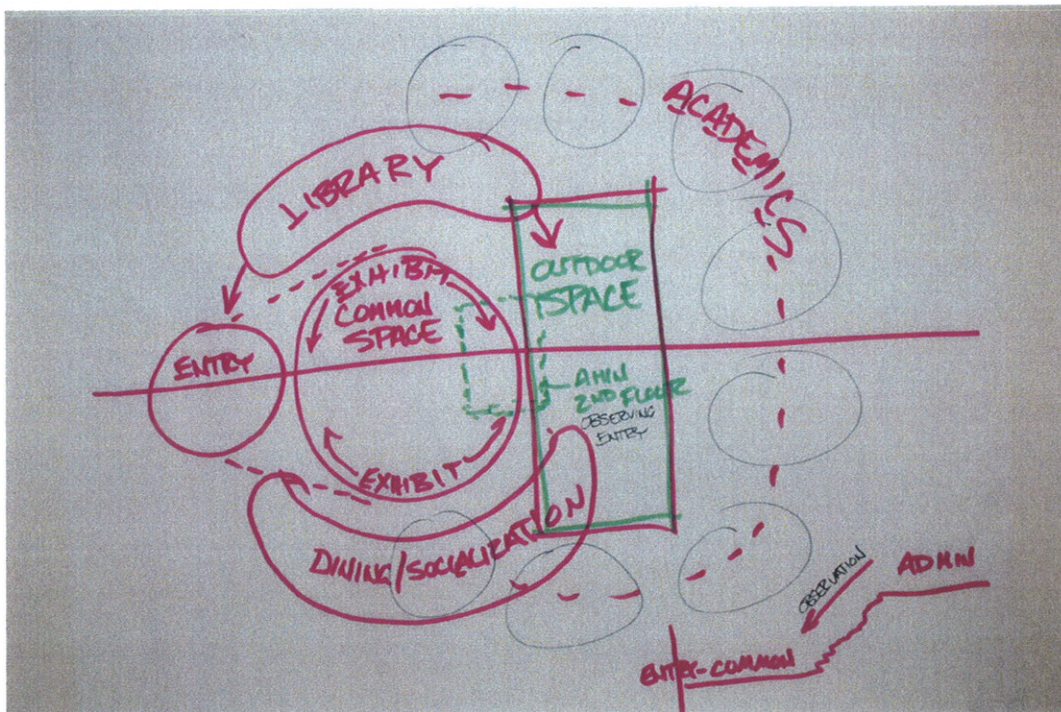 ACADEMICS
LIBRARY
EXHIBIT
COMMON
SPACE
OUTDOOR
SPACE
ENTRY
AMIN
2ND FLOOR
OBSERVING
ENTRY
EXHIBIT
DINING/SOCIALIZATION
OBSERVATION
ADMIN
ENTRY-COMMON